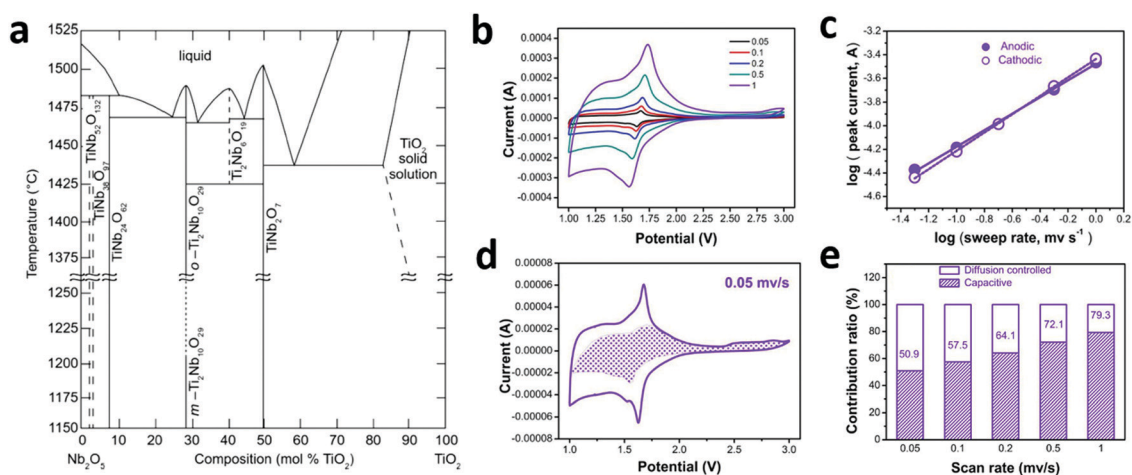 a
1525
1500
1475
1450
1425
1400
1375
1250
1225
1200
1175
1150
Temperature (°C)
liquid
TiNb52O132
TiNb38O97
TiNb24O62
o –Ti2Nb10O29
m –Ti2Nb10O29
Ti2Nb6O19
TiNb2O7
TiO2
solid
solution
0 10 20 30 40 50 60 70 80 90 100
Nb2O5 Composition (mol % TiO2) TiO2
b
0.0004
0.0003
0.0002
0.0001
0.0000
-0.0001
-0.0002
-0.0003
-0.0004
Current (A)
0.05
0.1
0.2
0.5
1
1.00 1.25 1.50 1.75 2.00 2.25 2.50 2.75 3.00
Potential (V)
c
-3.2
-3.4
-3.6
-3.8
-4.0
-4.2
-4.4
-4.6
log ( peak current, A)
Anodic
Cathodic
-1.4 -1.2 -1.0 -0.8 -0.6 -0.4 -0.2 0.0
log (sweep rate, mv s-1)
d
0.00008
0.00006
0.00004
0.00002
0.00000
-0.00002
-0.00004
-0.00006
-0.00008
Current (A)
0.05 mv/s
1.0 1.5 2.0 2.5 3.0
Potential (V)
e
120
100
80
60
40
20
0
Contribution ratio (%)
Diffusion controlled
Capacitive
50.9
57.5
64.1
72.1
79.3
0.05 0.1 0.2 0.5 1
Scan rate (mv/s)